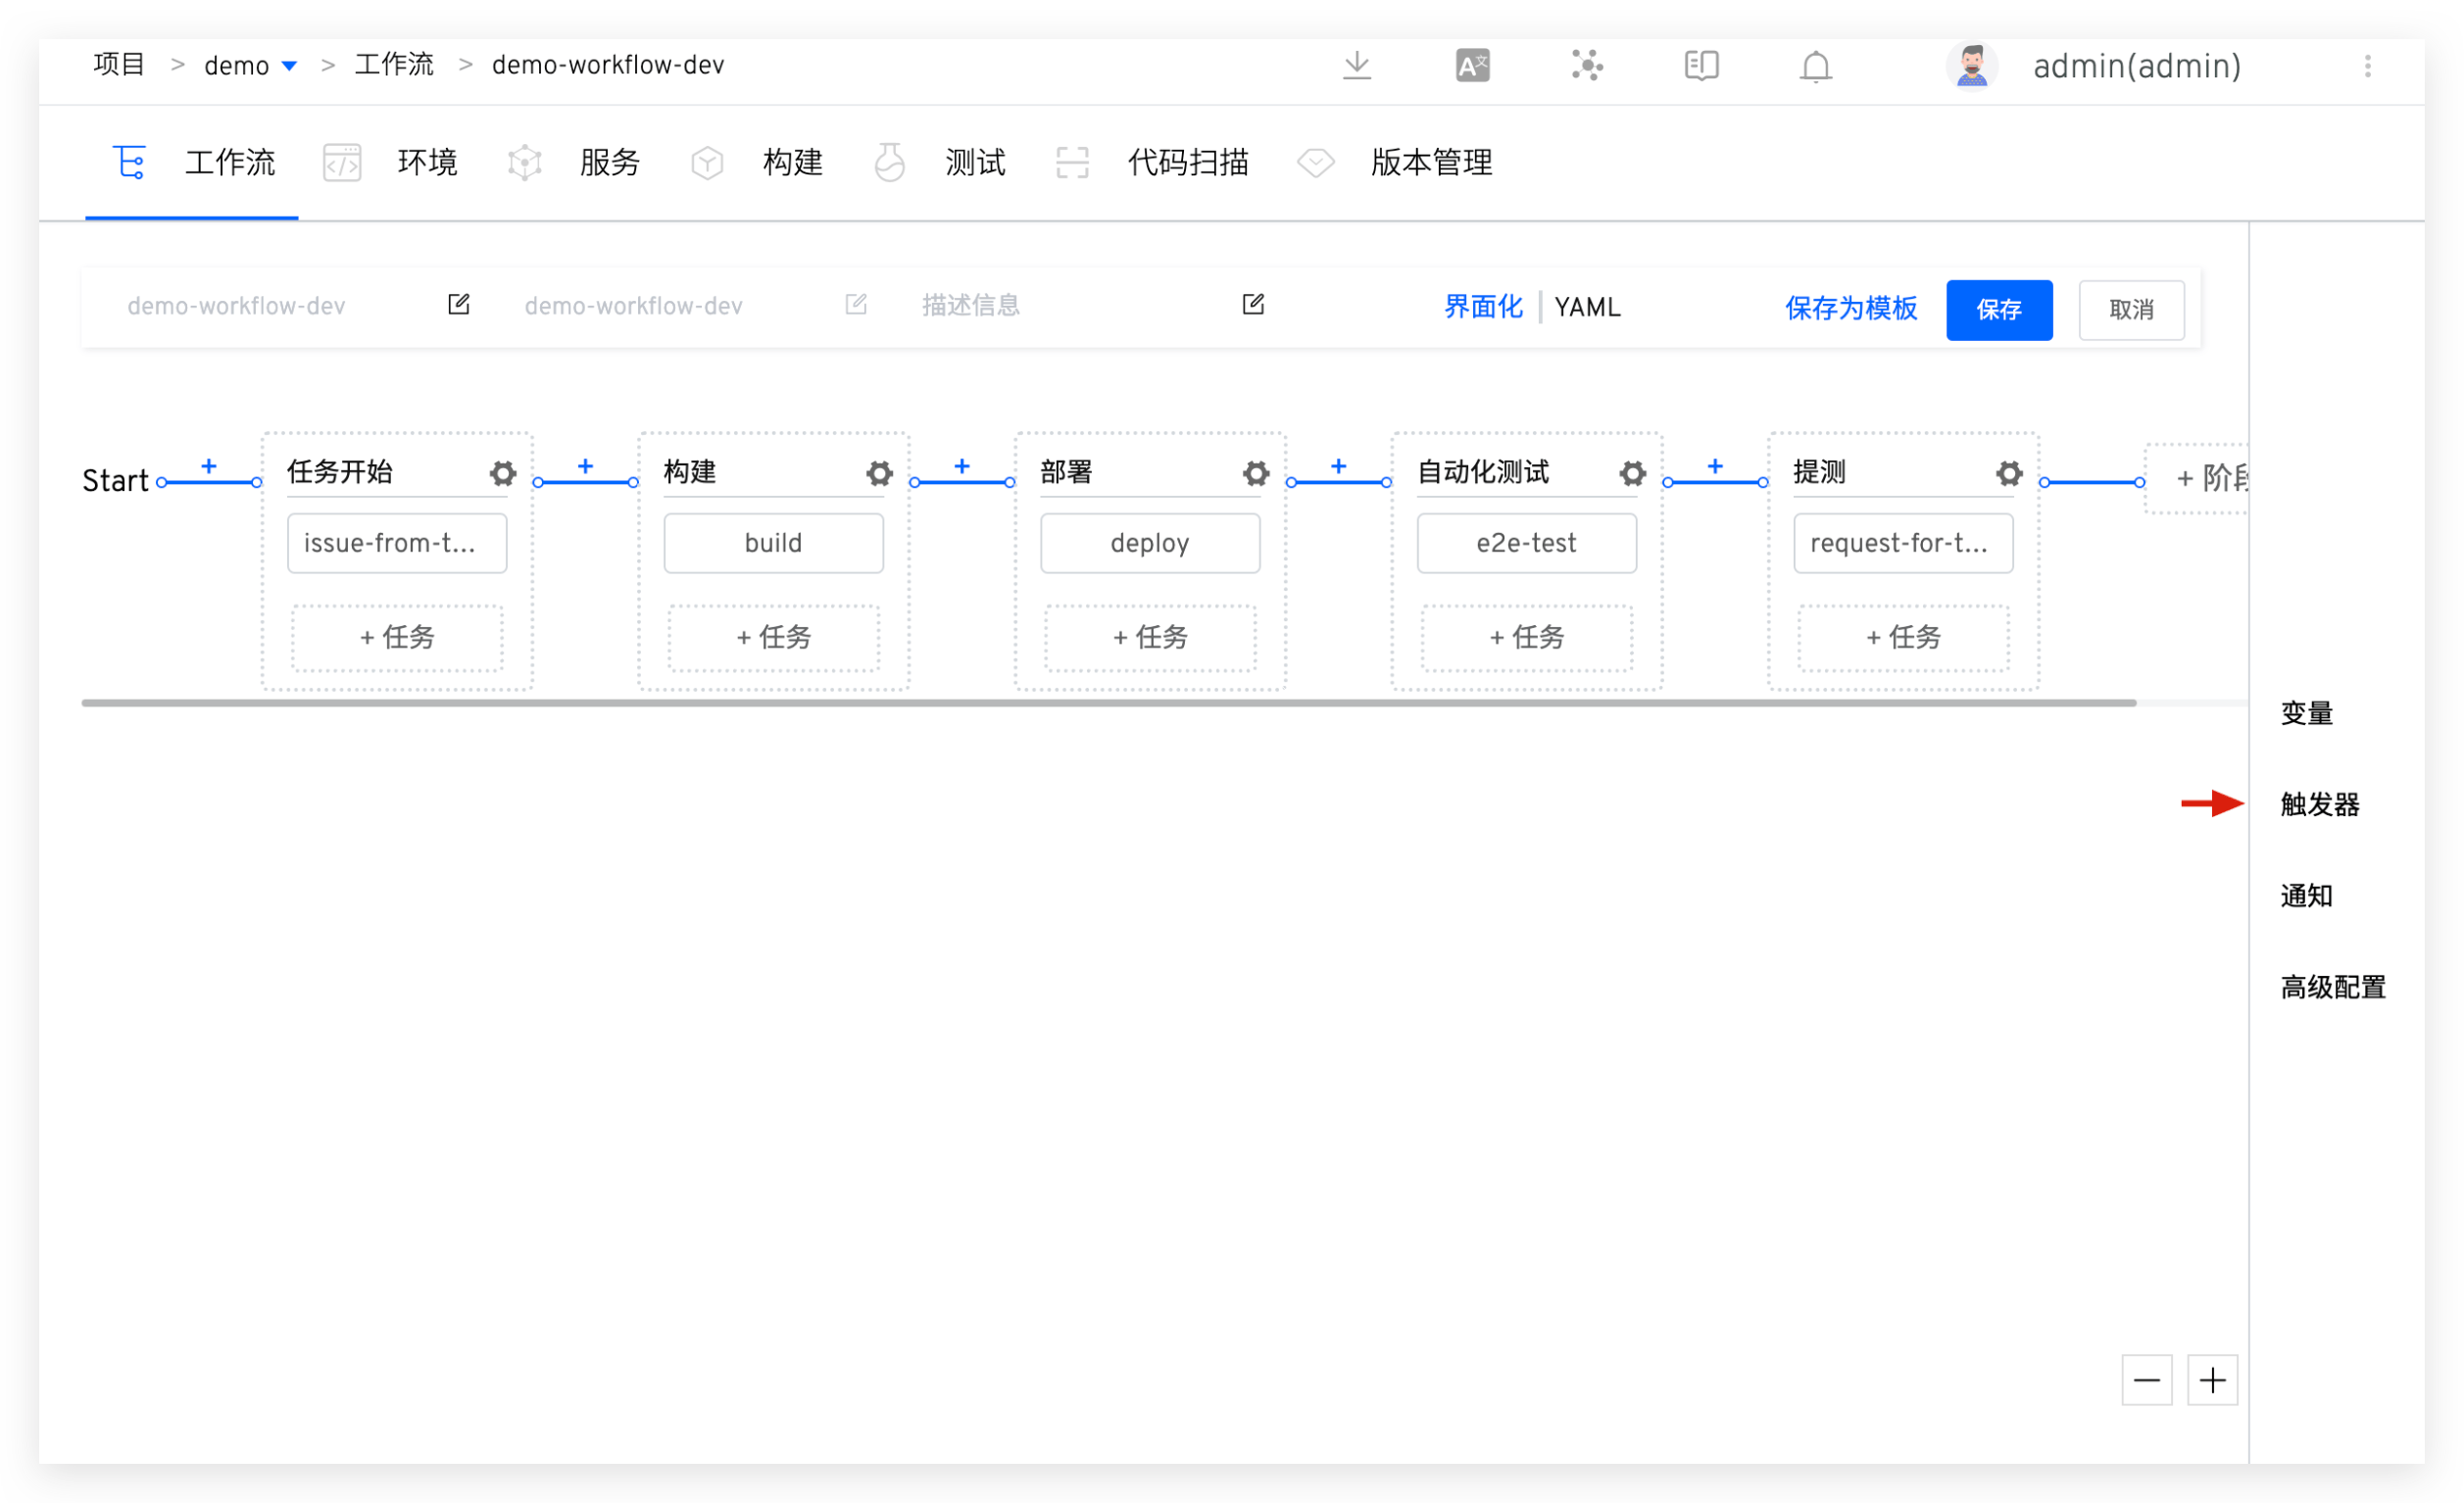 项目 > demo > 工作流 > demo-workflow-dev
admin(admin)
工作流 环境 服务 构建 测试 代码扫描 版本管理
demo-workflow-dev demo-workflow-dev 描述信息 界面化 | YAML 保存为模板 保存 取消
Start + 任务开始 + 构建 + 部署 + 自动化测试 + 提测 + 阶段
issue-from-t... build deploy e2e-test request-for-t...
+ 任务 + 任务 + 任务 + 任务 + 任务
变量
触发器
通知
高级配置